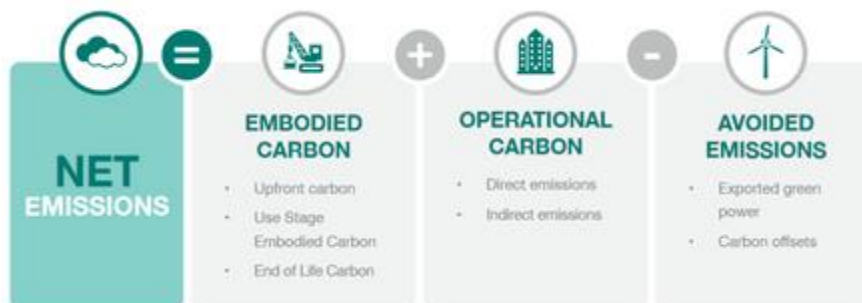 =
+
-
NET
EMISSIONS
EMBODIED
CARBON
• Upfront carbon
• Use Stage
Embodied Carbon
• End of Life Carbon
OPERATIONAL
CARBON
• Direct emissions
• Indirect emissions
AVOIDED
EMISSIONS
• Exported green
power
• Carbon offsets